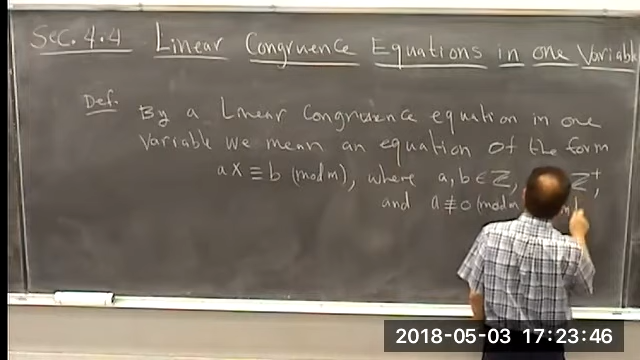 Sec. 4.4 Linear Congruence Equations in one Variable
Def. By a Linear Congruence equation in one
Variable we mean an equation of the form
ax ≡ b (mod m), where a, b ∈ ℤ, ℤ⁺,
and a ≢ 0 (mod m
2018-05-03 17:23:46